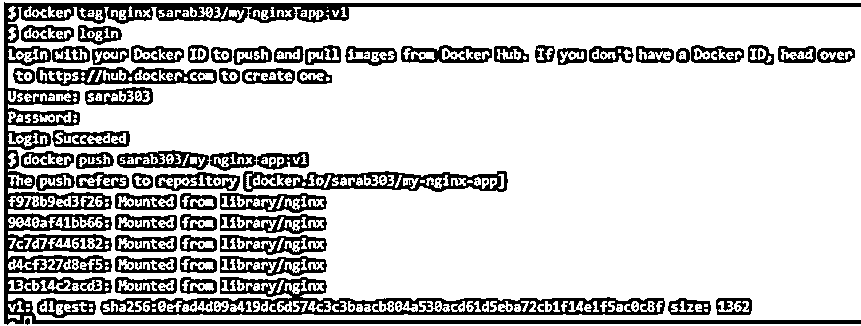 $ docker tag nginx sarab303/my-nginx-app:v1
$ docker login
Login with your Docker ID to push and pull images from Docker Hub. If you don't have a Docker ID, head over
to https://hub.docker.com to create one.
Username: sarab303
Password:
Login Succeeded
$ docker push sarab303/my-nginx-app:v1
The push refers to repository [docker.io/sarab303/my-nginx-app]
f978b9ed3f26: Mounted from library/nginx
9040af41bb66: Mounted from library/nginx
7c7d7f446182: Mounted from library/nginx
d4cf327d8ef5: Mounted from library/nginx
13cb14c2acd3: Mounted from library/nginx
v1: digest: sha256:0efad4d09a419dc6d574c3c3baacb804a530acd61d5eba72cb1f14e1f5ac0c8f size: 1362